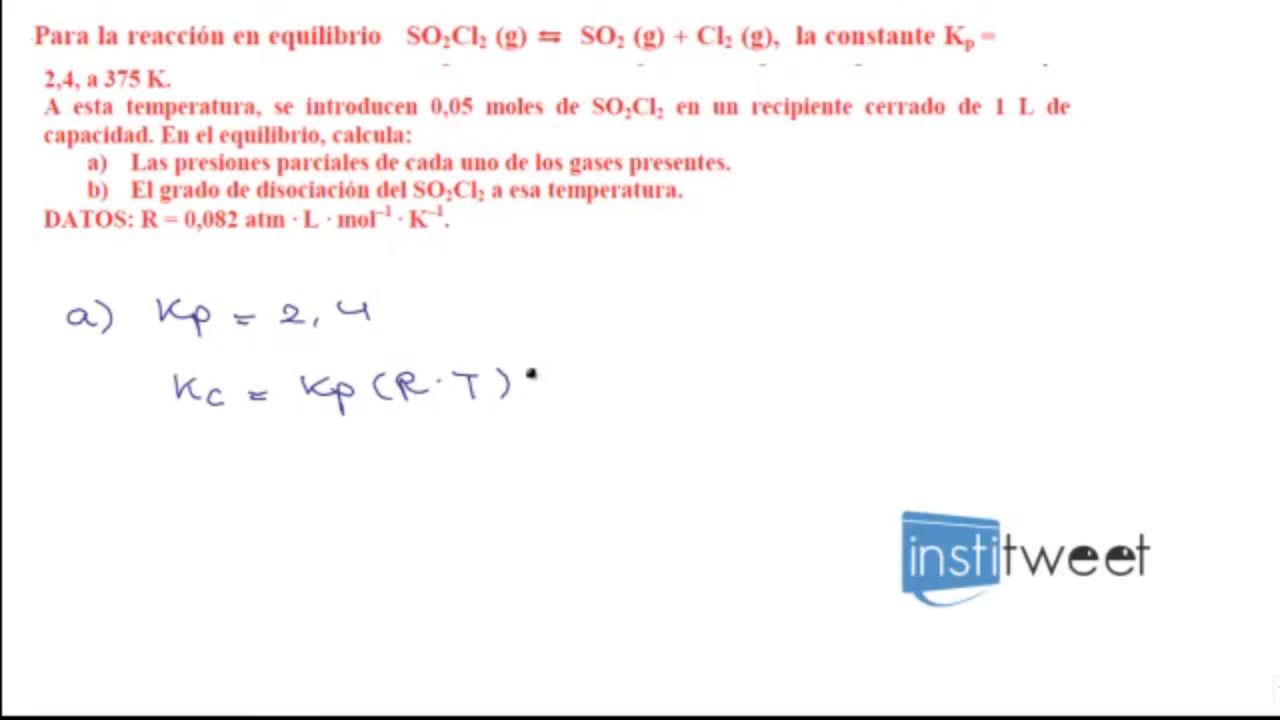 Para la reacción en equilibrio SO₂Cl₂ (g) ⇆ SO₂ (g) + Cl₂ (g), la constante Kₚ =
2,4, a 375 K.
A esta temperatura, se introducen 0,05 moles de SO₂Cl₂ en un recipiente cerrado de 1 L de
capacidad. En el equilibrio, calcula:
a) Las presiones parciales de cada uno de los gases presentes.
b) El grado de disociación del SO₂Cl₂ a esa temperatura.
DATOS: R = 0,082 atm · L · mol⁻¹ · K⁻¹.
a) Kp = 2,4
Kc = Kp (R·T)
institweet